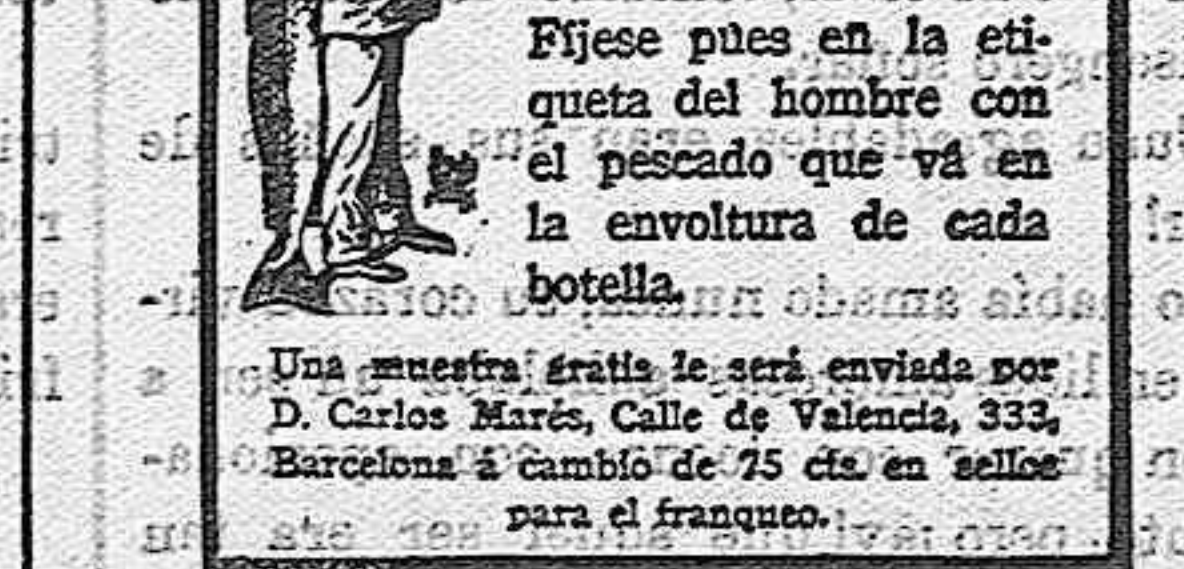 Fíjese pues en la eti-
queta del hombre con
el pescado que vá en
la envoltura de cada
botella.
Una muestra gratis le será enviada por
D. Carlos Marés, Calle de Valencia, 333,
Barcelona á cambio de 75 cts. en sellos
para el franqueo.